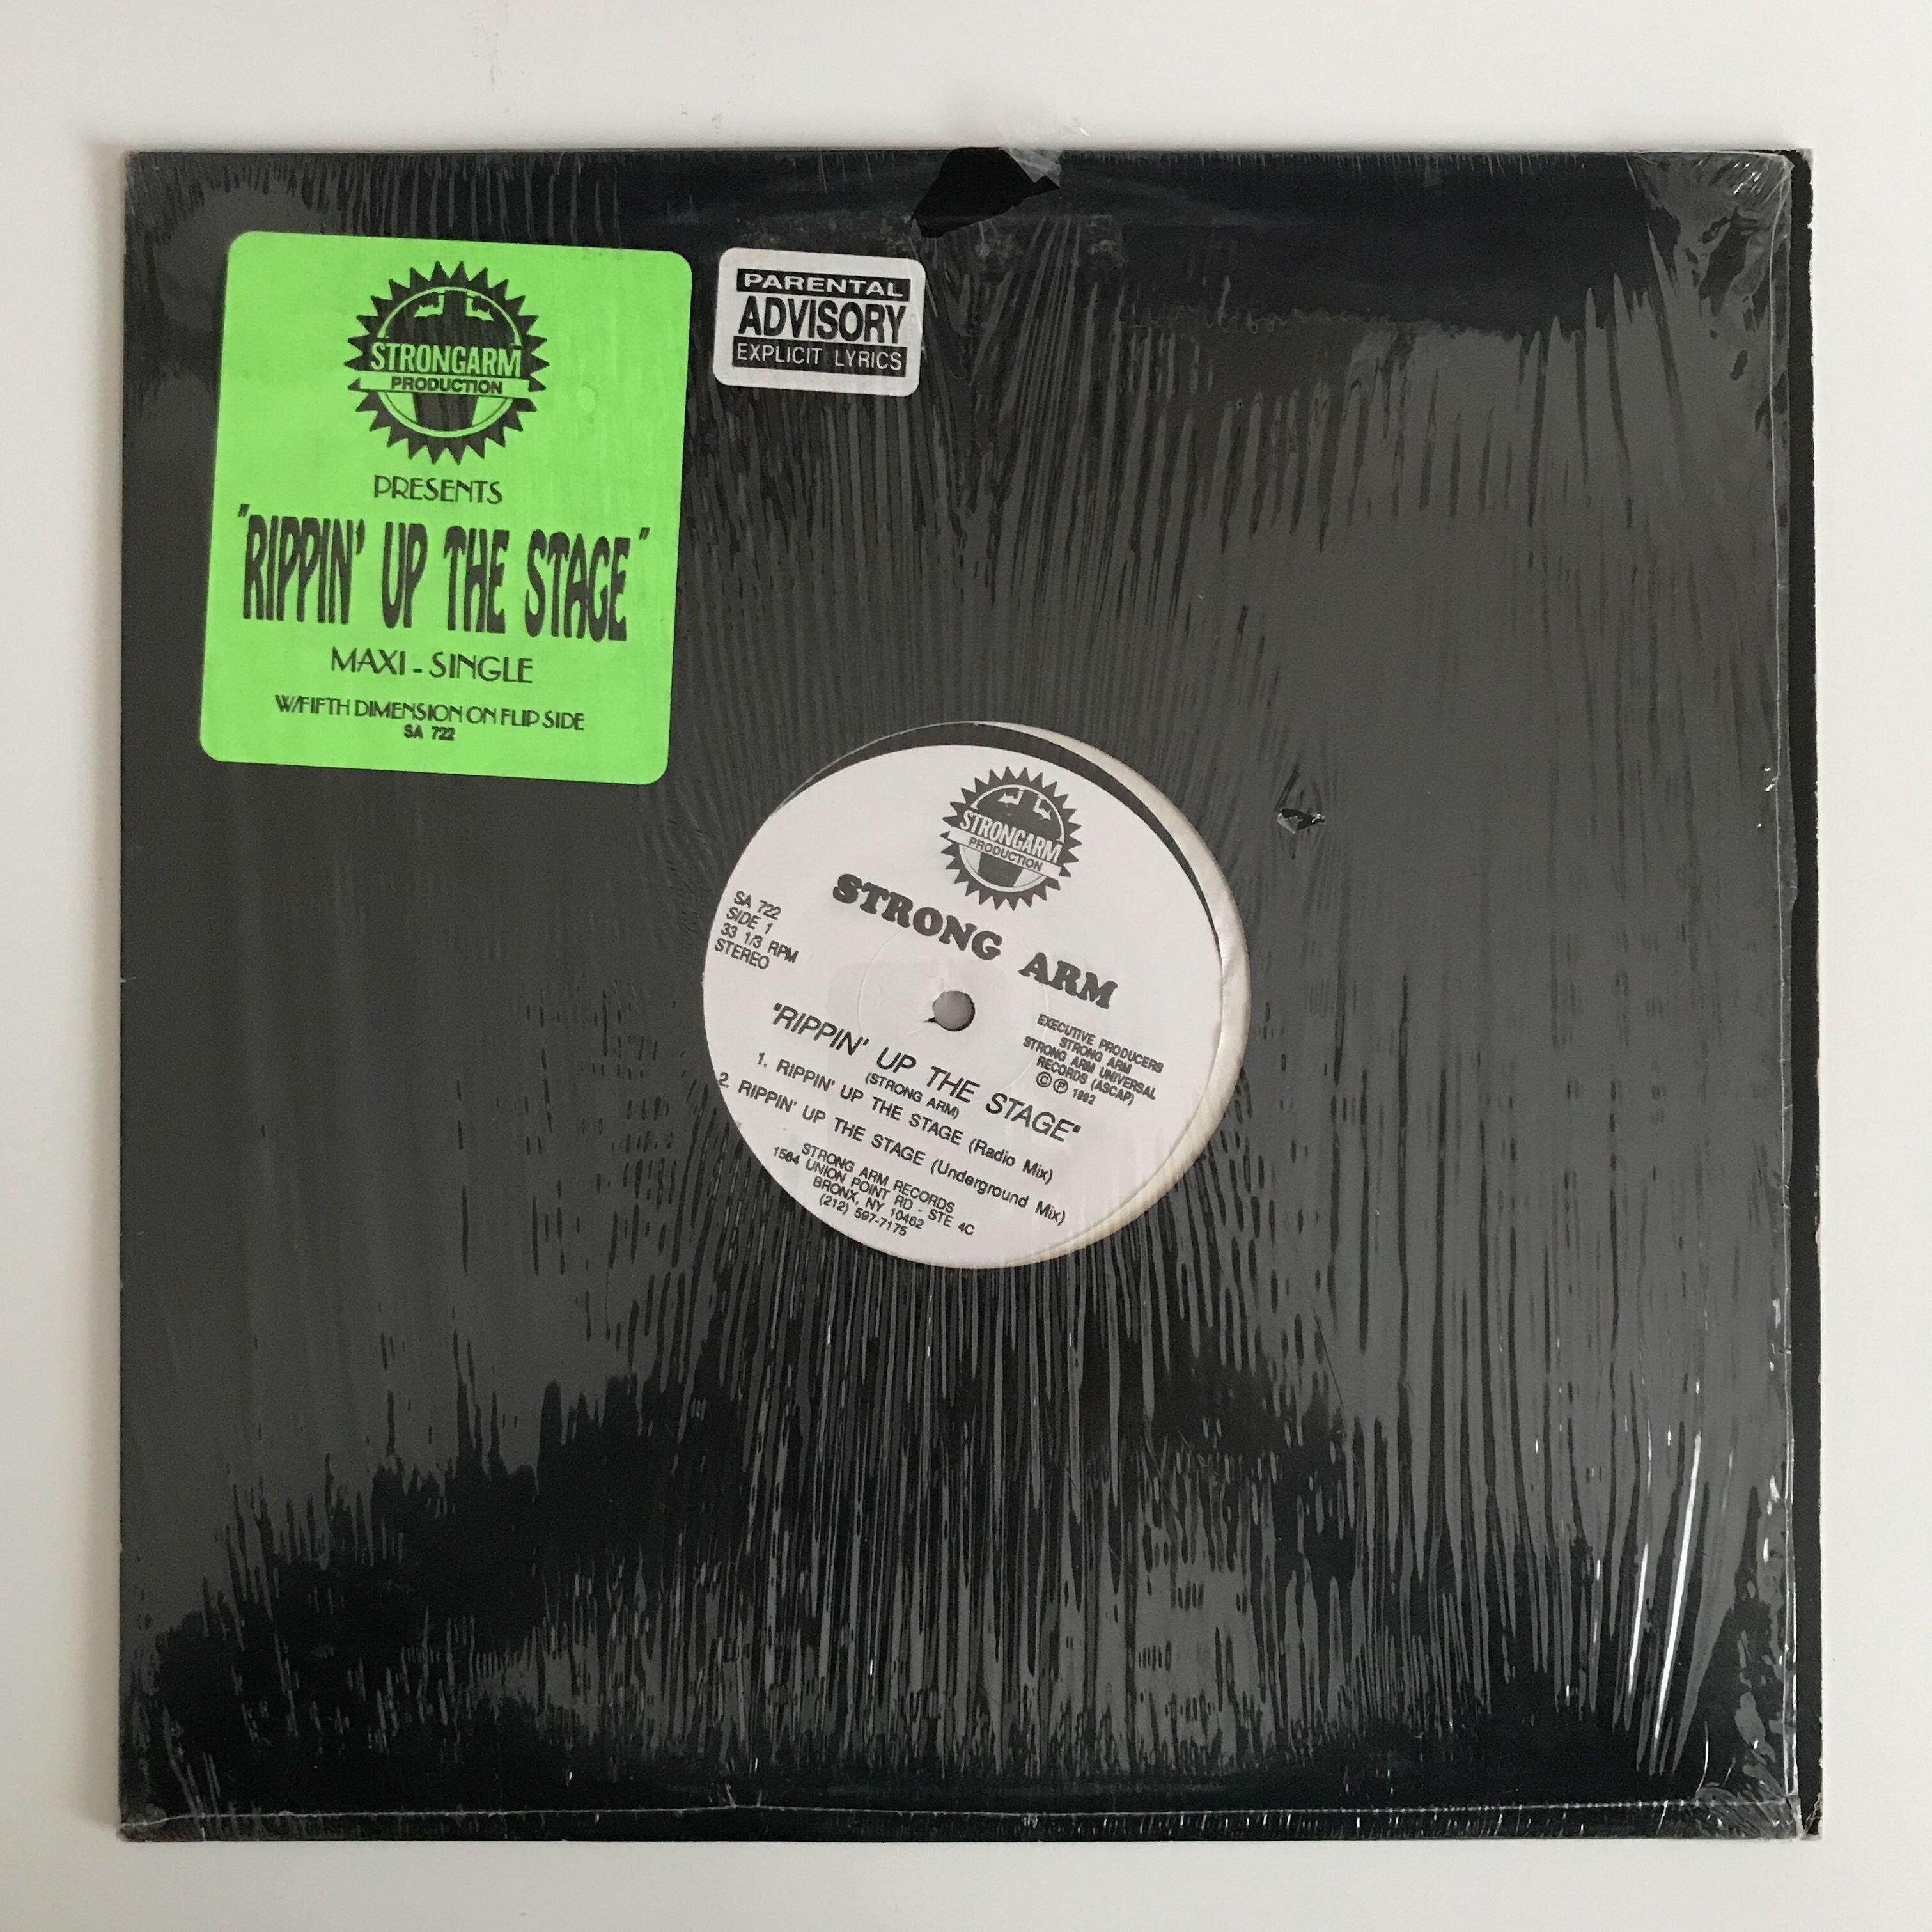 STRONGARM
PRODUCTION
PRESENTS
"RIPPIN' UP THE STAGE"
MAXI - SINGLE
W/FIFTH DIMENSION ON FLIP SIDE
SA 722
PARENTAL
ADVISORY
EXPLICIT LYRICS
STRONGARM
PRODUCTION
STRONG ARM
SA 722
SIDE 1
33 1/3 RPM
STEREO
EXECUTIVE PRODUCERS
STRONG ARM
STRONG ARM UNIVERSAL
RECORDS (ASCAP)
©℗ 1992
"RIPPIN' UP THE STAGE"
(STRONG ARM)
1. RIPPIN' UP THE STAGE (Radio Mix)
2. RIPPIN' UP THE STAGE (Underground Mix)
STRONG ARM RECORDS
1564 UNION POINT RD - STE 4C
BRONX, NY 10462
(212) 597-7175